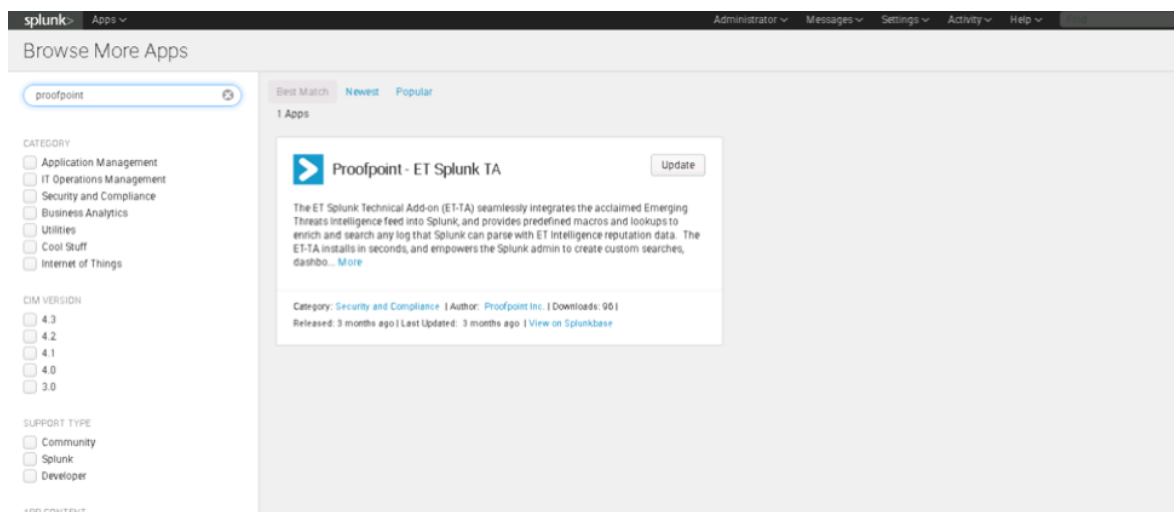 splunk> Apps Administrator Messages Settings Activity Help Find
Browse More Apps
proofpoint
CATEGORY
Application Management
IT Operations Management
Security and Compliance
Business Analytics
Utilities
Cool Stuff
Internet of Things
CIM VERSION
4.3
4.2
4.1
4.0
3.0
SUPPORT TYPE
Community
Splunk
Developer
APP CONTENT
Best Match Newest Popular
1 Apps
Proofpoint - ET Splunk TA
Update
The ET Splunk Technical Add-on (ET-TA) seamlessly integrates the acclaimed Emerging
Threats Intelligence feed into Splunk, and provides predefined macros and lookups to
enrich and search any log that Splunk can parse with ET Intelligence reputation data. The
ET-TA installs in seconds, and empowers the Splunk admin to create custom searches,
dashbo... More
Category: Security and Compliance | Author: Proofpoint Inc. | Downloads: 96 |
Released: 3 months ago | Last Updated: 3 months ago | View on Splunkbase